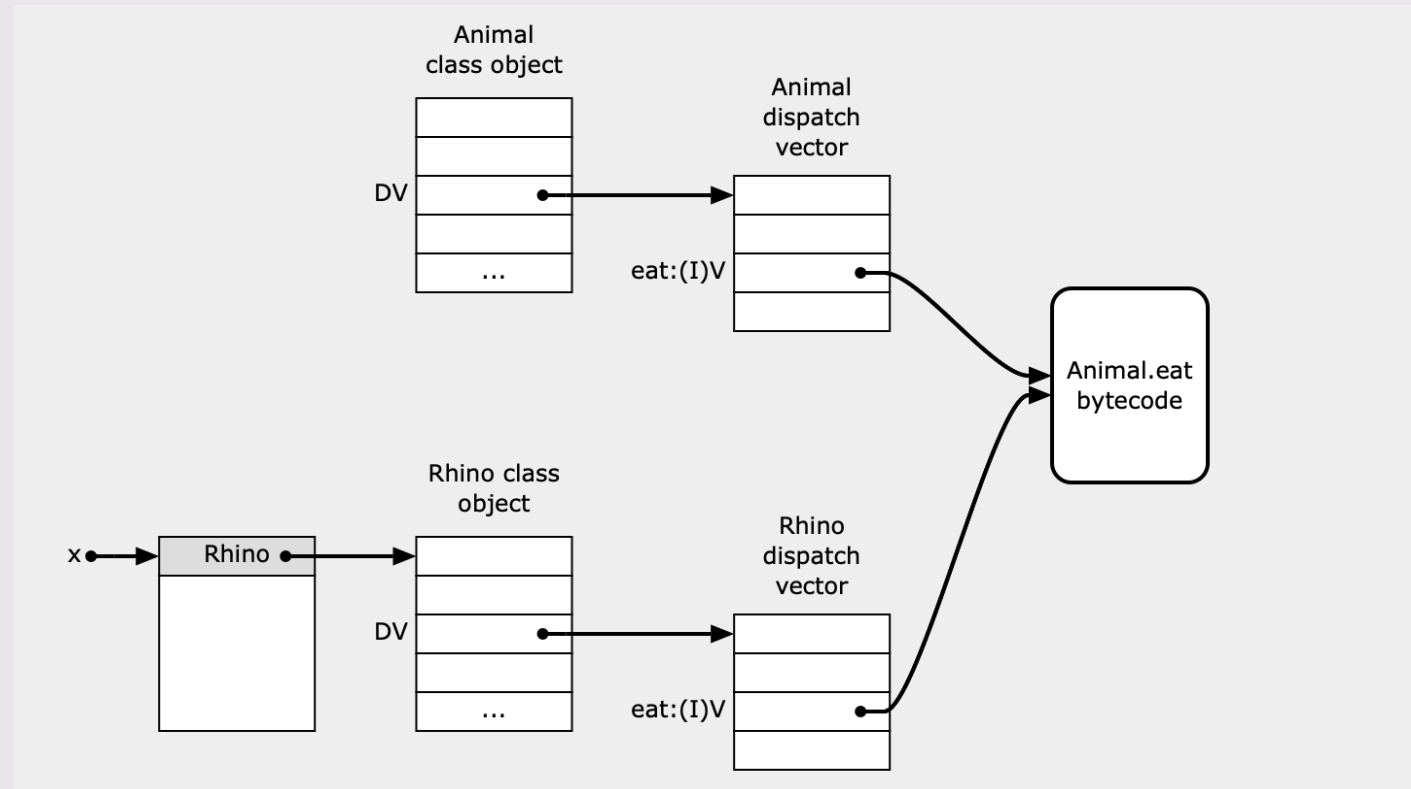 Animal
class object
Animal
dispatch
vector
DV
eat:(I)V
...
Animal.eat
bytecode
Rhino class
object
Rhino
dispatch
vector
x
Rhino
DV
eat:(I)V
...